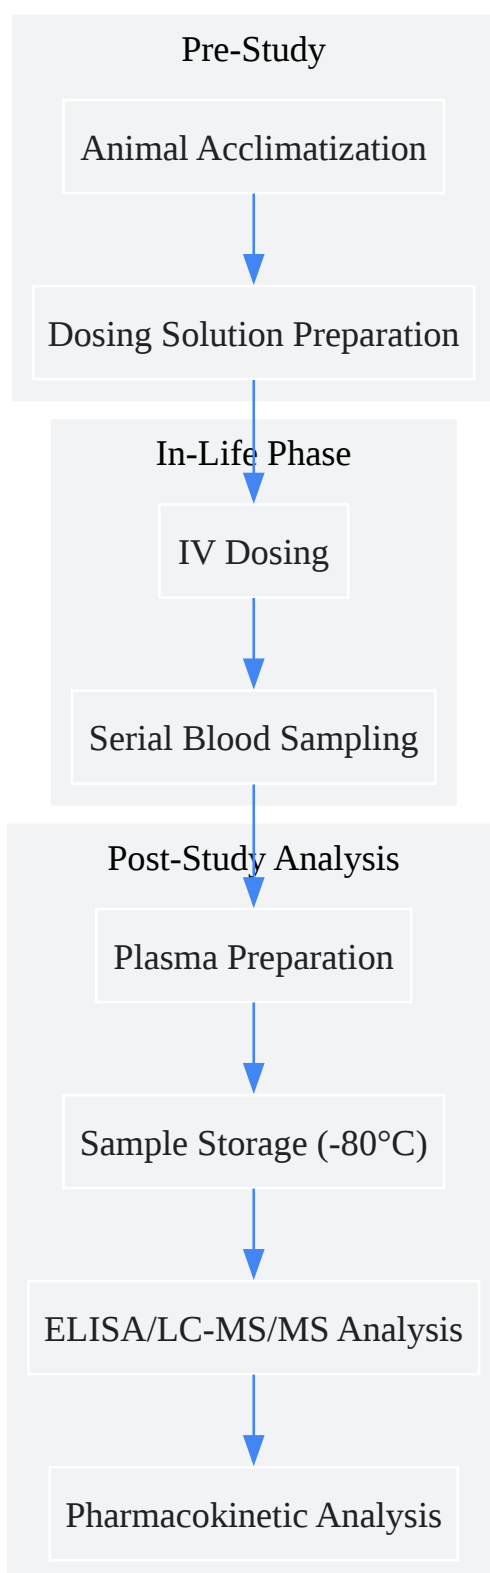 Pre-Study
Animal Acclimatization
Dosing Solution Preparation
In-Life Phase
IV Dosing
Serial Blood Sampling
Post-Study Analysis
Plasma Preparation
Sample Storage (-80°C)
ELISA/LC-MS/MS Analysis
Pharmacokinetic Analysis